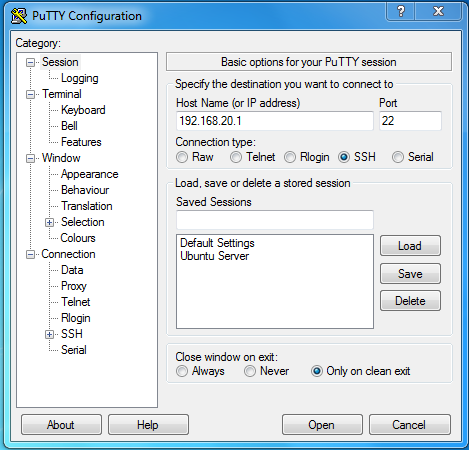 PuTTY Configuration
?
Category:
Session
Logging
Terminal
Keyboard
Bell
Features
Window
Appearance
Behaviour
Translation
Selection
Colours
Connection
Data
Proxy
Telnet
Rlogin
SSH
Serial
Basic options for your PuTTY session
Specify the destination you want to connect to
Host Name (or IP address) Port
192.168.20.1 22
Connection type:
Raw Telnet Rlogin SSH Serial
Load, save or delete a stored session
Saved Sessions
Default Settings
Ubuntu Server
Load
Save
Delete
Close window on exit:
Always Never Only on clean exit
About Help Open Cancel